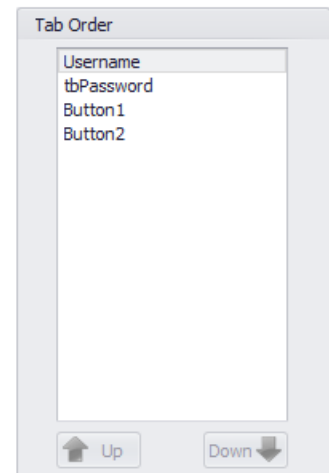 Tab Order
Username
tbPassword
Button1
Button2
Up Down